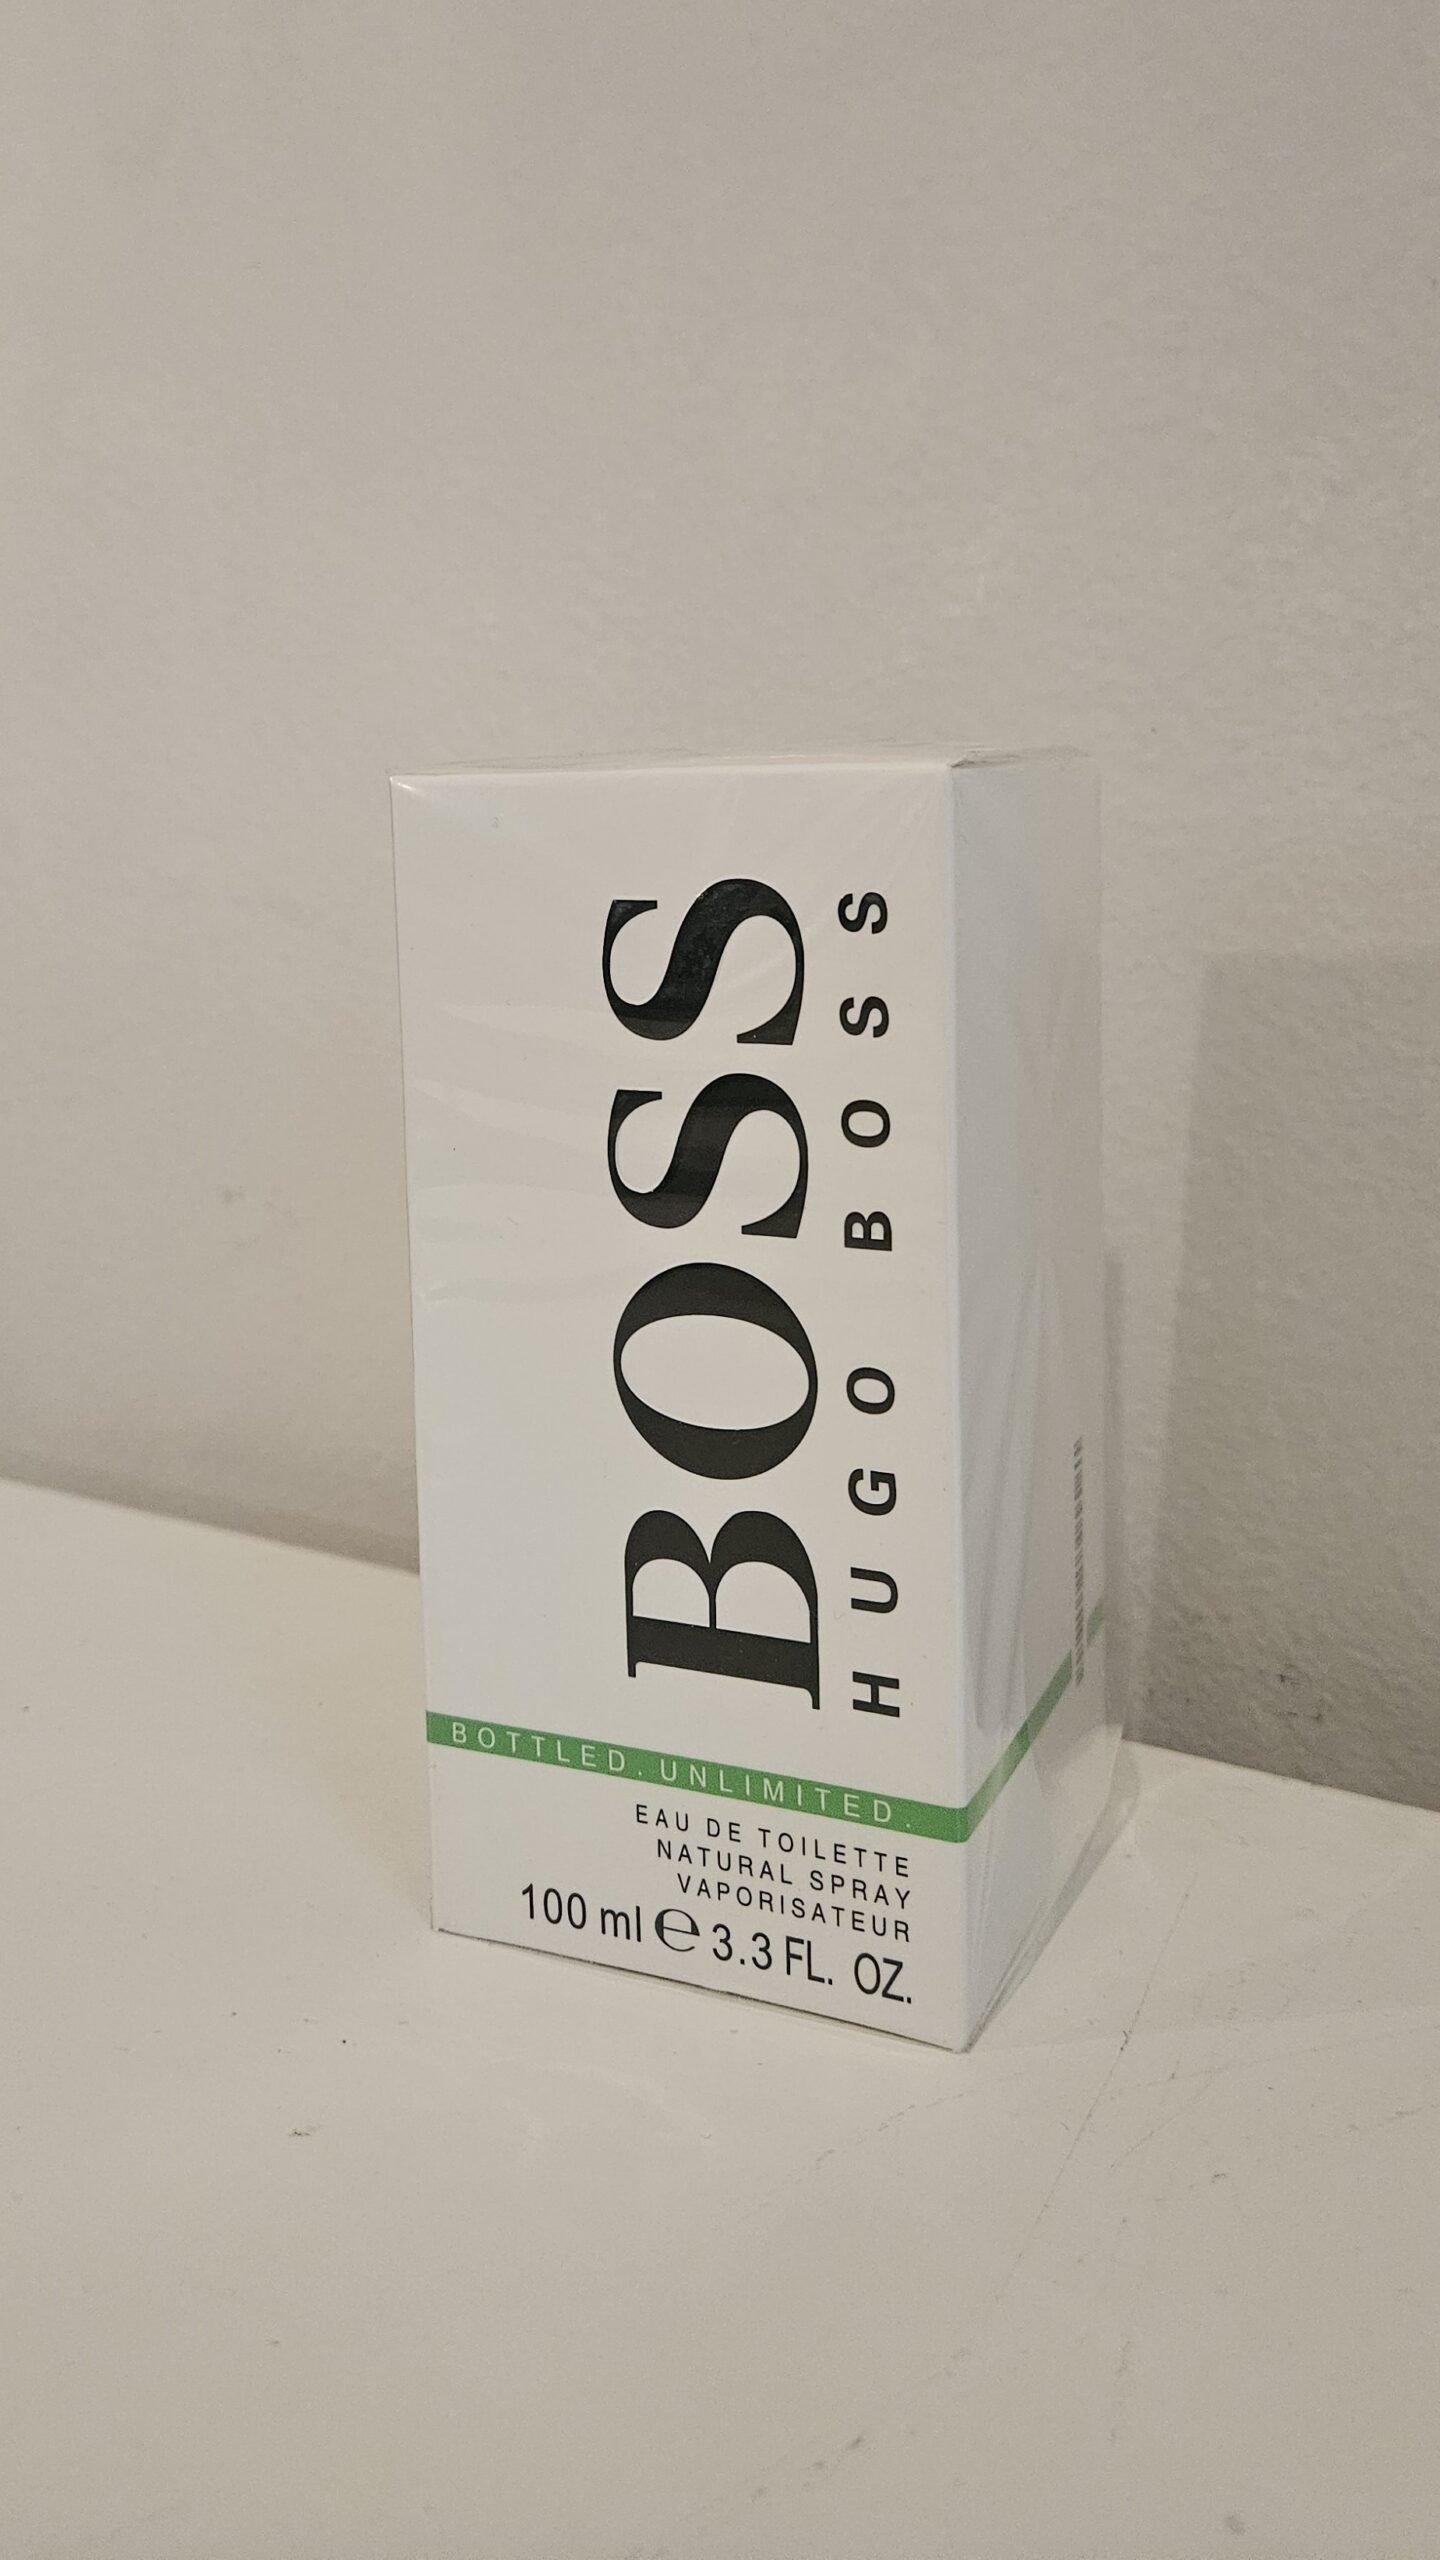 BOSS
HUGO BOSS
BOTTLED. UNLIMITED.
EAU DE TOILETTE
NATURAL SPRAY
VAPORISATEUR
100 ml ℮ 3.3 FL. OZ.